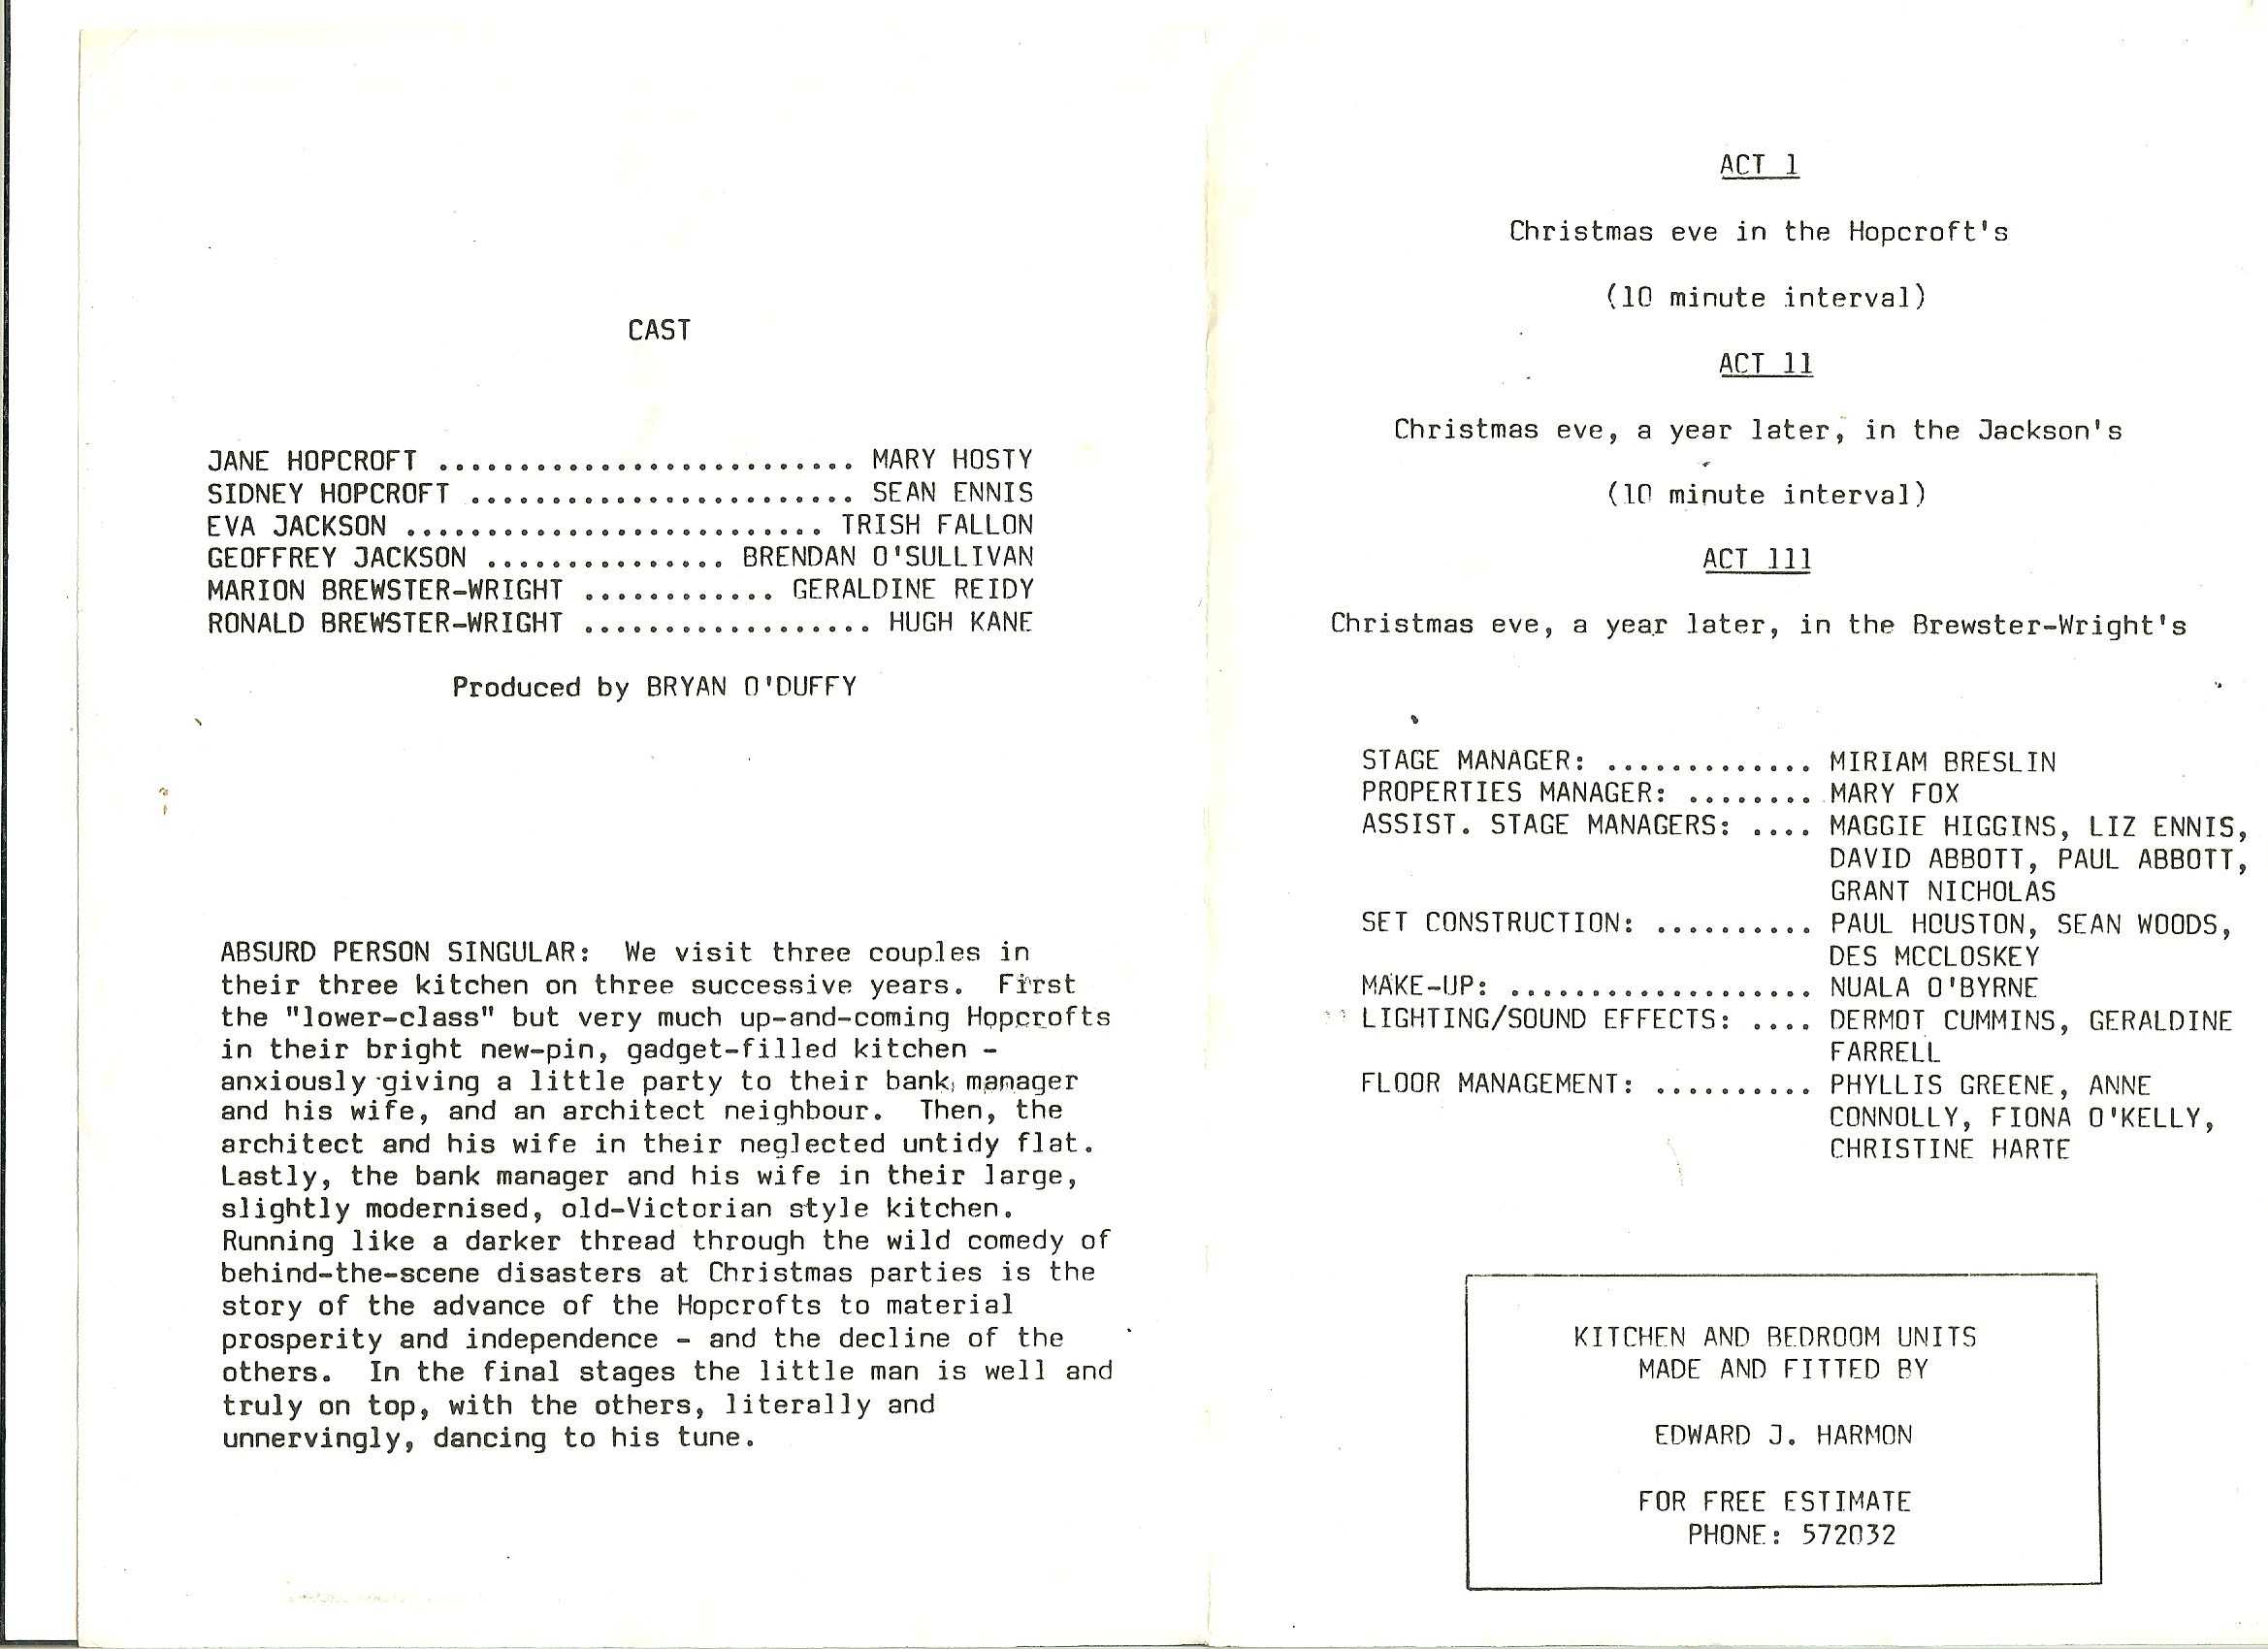 CAST
JANE HOPCROFT .......................... MARY HOSTY
SIDNEY HOPCROFT ........................ SEAN ENNIS
EVA JACKSON .......................... TRISH FALLON
GEOFFREY JACKSON ............... BRENDAN O'SULLIVAN
MARION BREWSTER-WRIGHT ............ GERALDINE REIDY
RONALD BREWSTER-WRIGHT .................. HUGH KANE
Produced by BRYAN O'DUFFY
ABSURD PERSON SINGULAR: We visit three couples in
their three kitchen on three successive years. First
the "lower-class" but very much up-and-coming Hopcrofts
in their bright new-pin, gadget-filled kitchen -
anxiously giving a little party to their bank manager
and his wife, and an architect neighbour. Then, the
architect and his wife in their neglected untidy flat.
Lastly, the bank manager and his wife in their large,
slightly modernised, old-Victorian style kitchen.
Running like a darker thread through the wild comedy of
behind-the-scene disasters at Christmas parties is the
story of the advance of the Hopcrofts to material
prosperity and independence - and the decline of the
others. In the final stages the little man is well and
truly on top, with the others, literally and
unnervingly, dancing to his tune.
ACT 1
Christmas eve in the Hopcroft's
(10 minute interval)
ACT 11
Christmas eve, a year later, in the Jackson's
(10 minute interval)
ACT 111
Christmas eve, a year later, in the Brewster-Wright's
STAGE MANAGER: ............. MIRIAM BRESLIN
PROPERTIES MANAGER: ........ MARY FOX
ASSIST. STAGE MANAGERS: .... MAGGIE HIGGINS, LIZ ENNIS,
DAVID ABBOTT, PAUL ABBOTT,
GRANT NICHOLAS
SET CONSTRUCTION: .......... PAUL HOUSTON, SEAN WOODS,
DES MCCLOSKEY
MAKE-UP: ................... NUALA O'BYRNE
LIGHTING/SOUND EFFECTS: .... DERMOT CUMMINS, GERALDINE
FARRELL
FLOOR MANAGEMENT: .......... PHYLLIS GREENE, ANNE
CONNOLLY, FIONA O'KELLY,
CHRISTINE HARTE
KITCHEN AND BEDROOM UNITS
MADE AND FITTED BY
EDWARD J. HARMON
FOR FREE ESTIMATE
PHONE: 572032